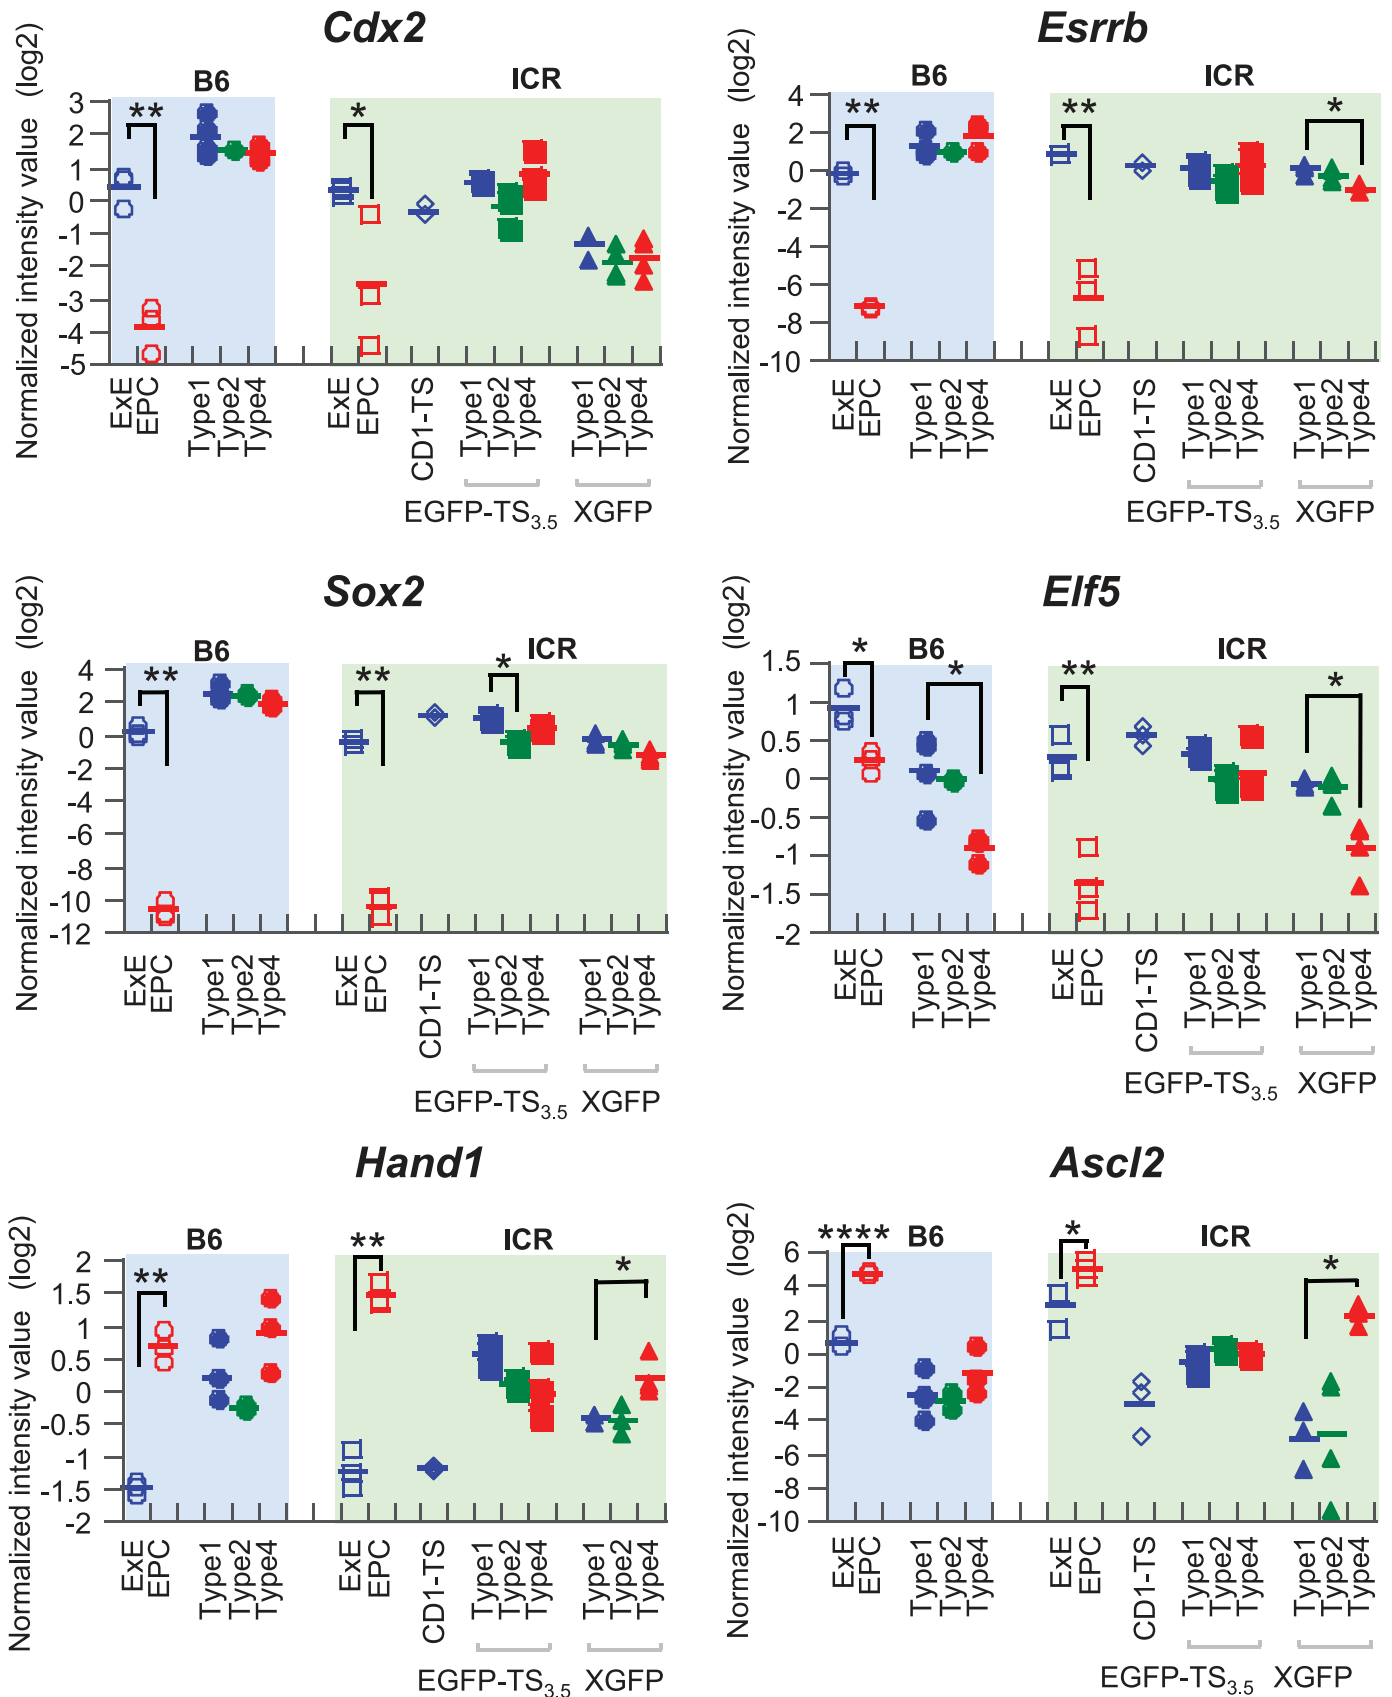 Cdx2
Normalized intensity value (log2)
B6
ICR
** *
3
2
1
0
-1
-2
-3
-4
-5
ExE EPC Type1 Type2 Type4 ExE EPC CD1-TS Type1 Type2 Type4 Type1 Type2 Type4
EGFP-TS3.5 XGFP
Esrrb
Normalized intensity value (log2)
B6
ICR
** ** *
4
2
0
-2
-4
-6
-8
-10
ExE EPC Type1 Type2 Type4 ExE EPC CD1-TS Type1 Type2 Type4 Type1 Type2 Type4
EGFP-TS3.5 XGFP
Sox2
Normalized intensity value (log2)
B6
ICR
** ** *
4
2
0
-2
-4
-6
-8
-10
-12
ExE EPC Type1 Type2 Type4 ExE EPC CD1-TS Type1 Type2 Type4 Type1 Type2 Type4
EGFP-TS3.5 XGFP
Elf5
Normalized intensity value (log2)
B6
ICR
* * ** *
1.5
1
0.5
0
-0.5
-1
-1.5
-2
ExE EPC Type1 Type2 Type4 ExE EPC CD1-TS Type1 Type2 Type4 Type1 Type2 Type4
EGFP-TS3.5 XGFP
Hand1
Normalized intensity value (log2)
B6
ICR
** ** *
2
1.5
1
0.5
0
-0.5
-1
-1.5
-2
ExE EPC Type1 Type2 Type4 ExE EPC CD1-TS Type1 Type2 Type4 Type1 Type2 Type4
EGFP-TS3.5 XGFP
Ascl2
Normalized intensity value (log2)
B6
ICR
**** * *
6
4
2
0
-2
-4
-6
-8
-10
ExE EPC Type1 Type2 Type4 ExE EPC CD1-TS Type1 Type2 Type4 Type1 Type2 Type4
EGFP-TS3.5 XGFP